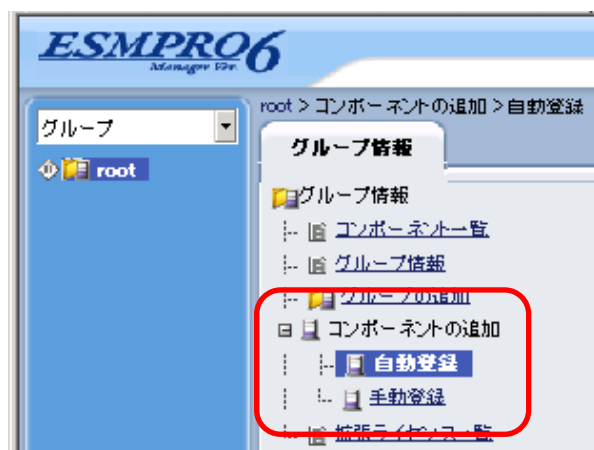 ESMPRO6
Manager Ver.
グループ
root
root > コンポーネントの追加 > 自動登録
グループ情報
グループ情報
コンポーネント一覧
グループ情報
グループの追加
コンポーネントの追加
自動登録
手動登録
拡張ライセンス一覧